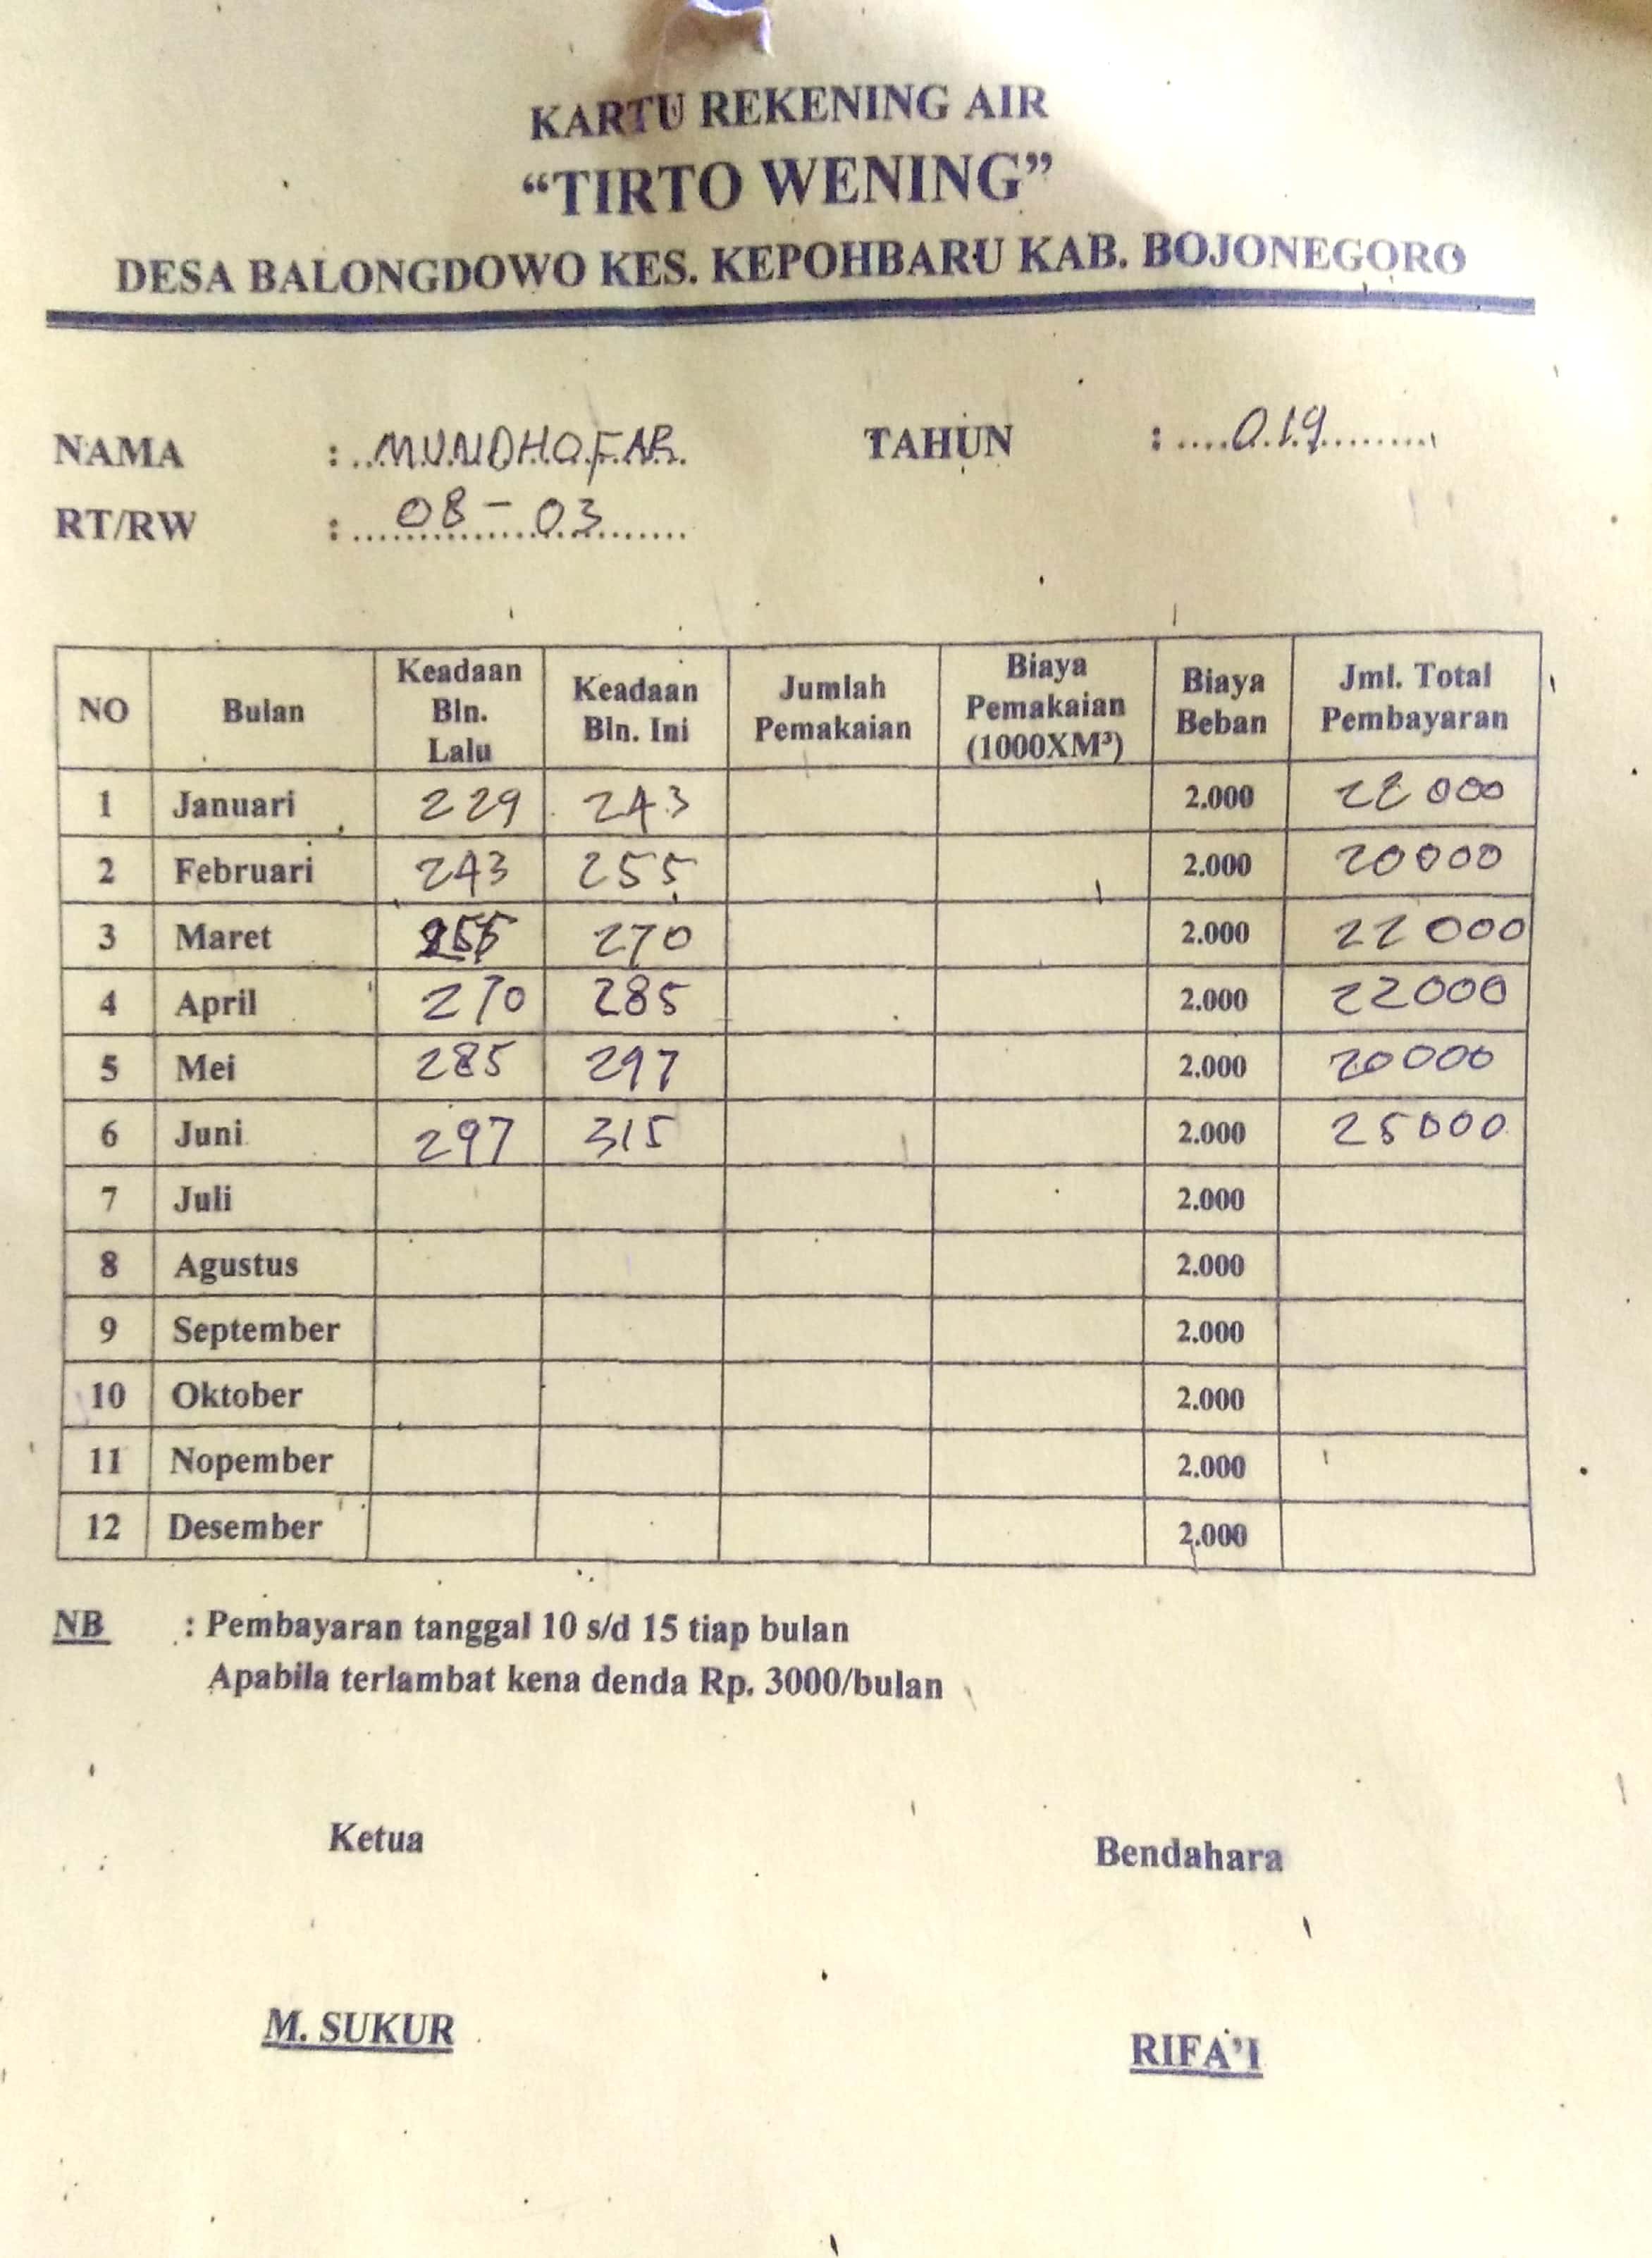 KARTU REKENING AIR
“TIRTO WENING”
DESA BALONGDOWO KES. KEPOHBARU KAB. BOJONEGORO
NAMA : MUNDHOFAR. TAHUN : 019
RT/RW : 08 - 03
NO Bulan Keadaan Bln. Lalu Keadaan Bln. Ini Jumlah Pemakaian Biaya Pemakaian (1000XM³) Biaya Beban Jml. Total Pembayaran
1 Januari 229 243 2.000 22 000
2 Februari 243 255 2.000 20000
3 Maret 255 270 2.000 22 000
4 April 270 285 2.000 22000
5 Mei 285 297 2.000 20000
6 Juni 297 315 2.000 25000
7 Juli 2.000
8 Agustus 2.000
9 September 2.000
10 Oktober 2.000
11 Nopember 2.000
12 Desember 2.000
NB : Pembayaran tanggal 10 s/d 15 tiap bulan
Apabila terlambat kena denda Rp. 3000/bulan
Ketua Bendahara
M. SUKUR RIFA’I